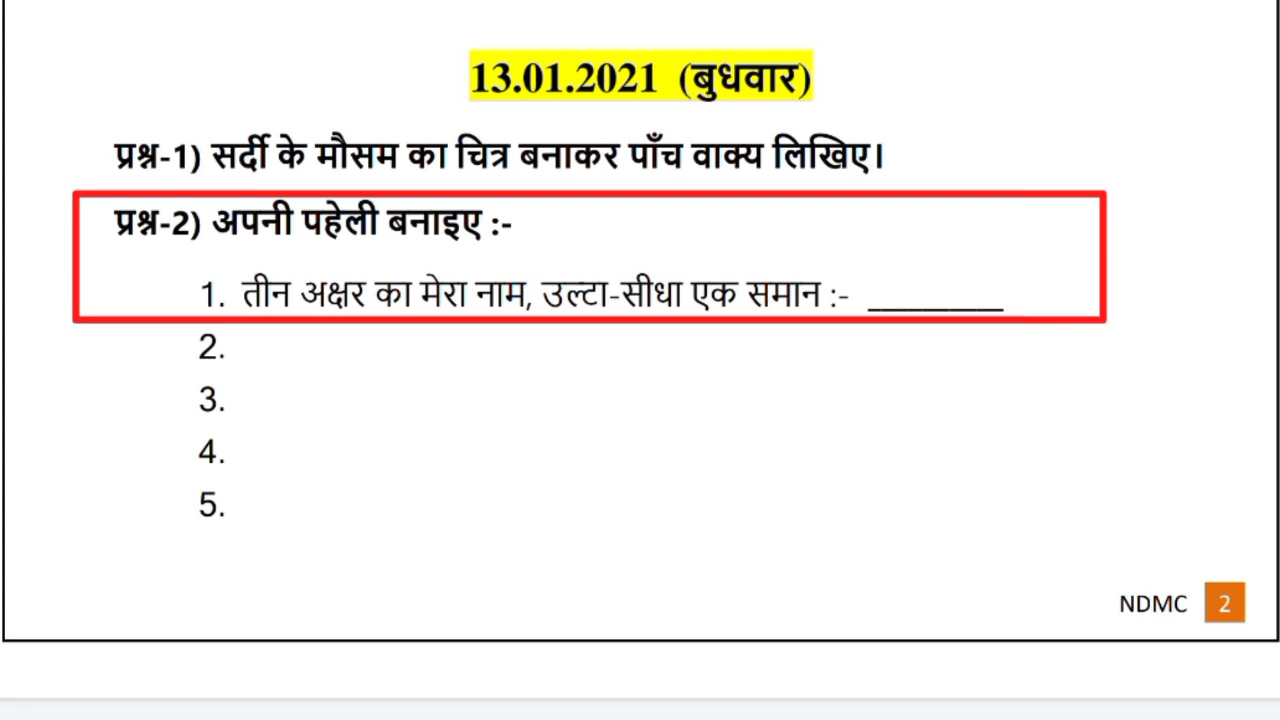 13.01.2021 (बुधवार)
प्रश्न-1) सर्दी के मौसम का चित्र बनाकर पाँच वाक्य लिखिए।
प्रश्न-2) अपनी पहेली बनाइए :-
1. तीन अक्षर का मेरा नाम, उल्टा-सीधा एक समान :- __________
2.
3.
4.
5.
NDMC 2